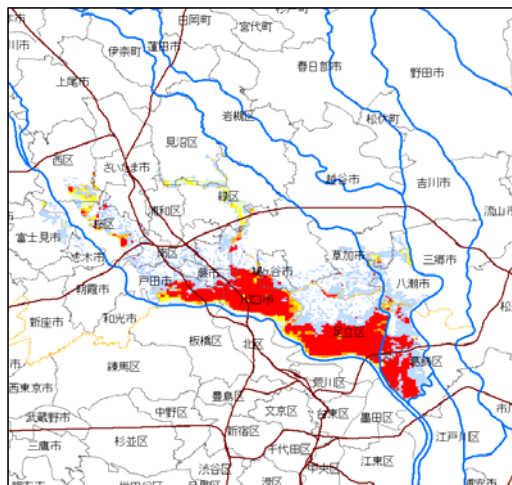 日岡町
宮代町
川市
伊奈町
蓮田市
春日部市
上尾市
野田市
岩槻区
松伏町
見沼区
西区
さいたま市
越谷市
吉川市
緑区
浦和区
流山市
桜区
富士見市
草加市
三郷市
志木市
南区
蕨市
鳩ヶ谷市
戸田市
八潮市
朝霞市
川口市
新座市
和光市
足立区
板橋区
北区
葛飾区
練馬区
荒川区
西東京市
豊島区
中野区
文京区
台東区
墨田区
武蔵野市
新宿区
江戸川区
三鷹市
杉並区
千代田区
渋谷区
中央区
江東区
港区
浦安市